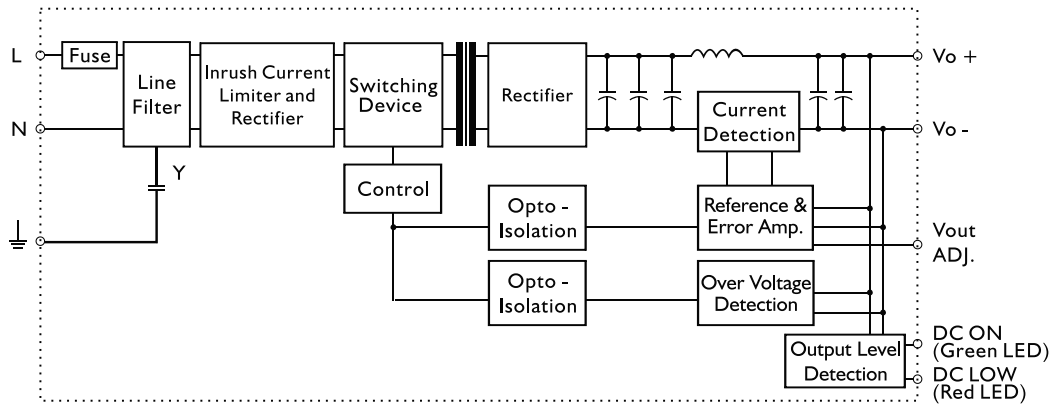 L
Fuse
Line
Filter
Inrush Current
Limiter and
Rectifier
Switching
Device
Rectifier
Current
Detection
Vo +
N
Vo -
Y
Control
Opto -
Isolation
Reference &
Error Amp.
Vout
ADJ.
Opto -
Isolation
Over Voltage
Detection
Output Level
Detection
DC ON
(Green LED)
DC LOW
(Red LED)